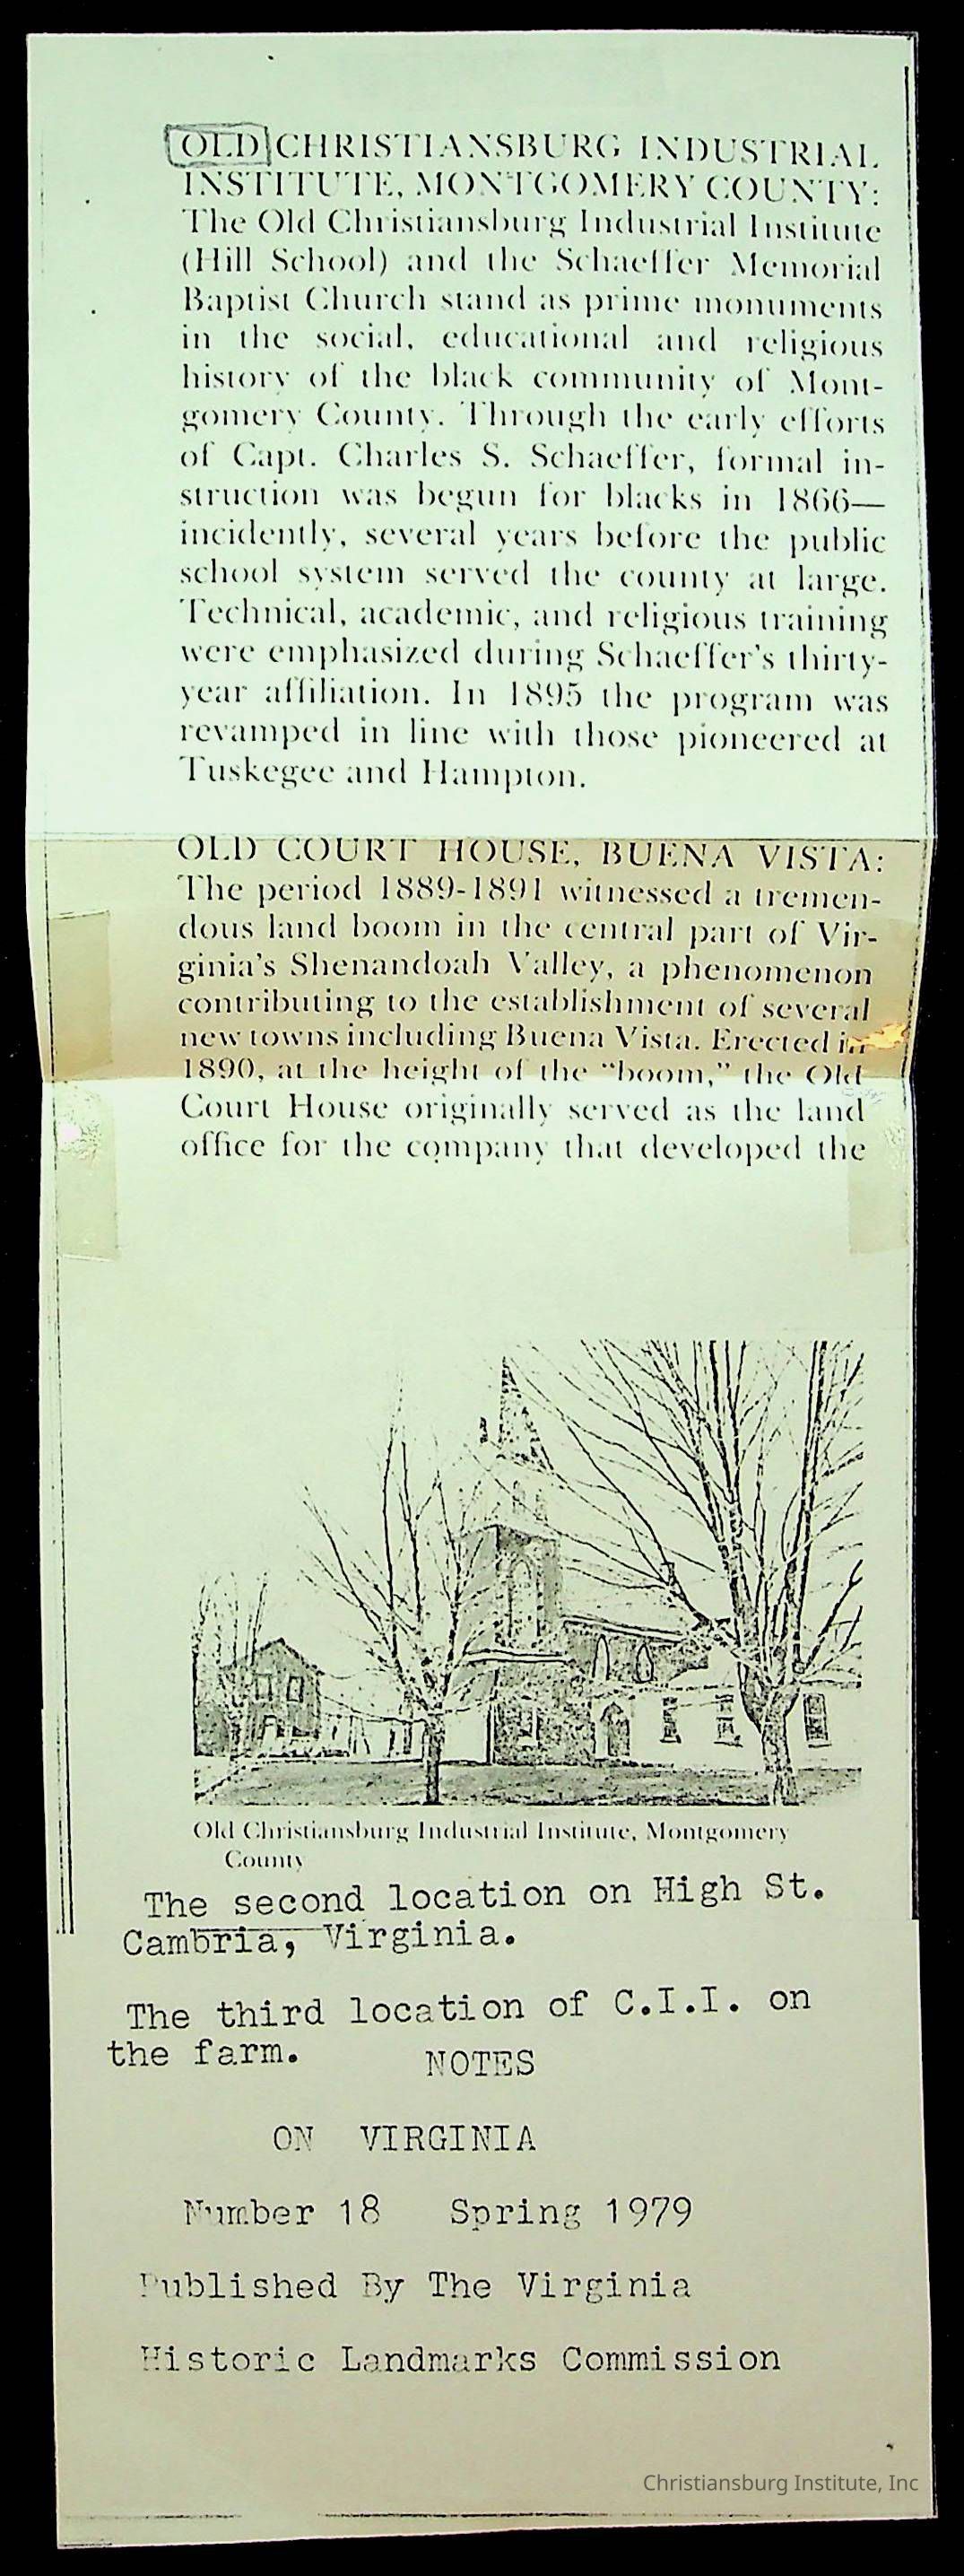 OLD CHRISTIANSBURG INDUSTRIAL
INSTITUTE, MONTGOMERY COUNTY:
The Old Christiansburg Industrial Institute
(Hill School) and the Schaeffer Memorial
Baptist Church stand as prime monuments
in the social, educational and religious
history of the black community of Mont-
gomery County. Through the early efforts
of Capt. Charles S. Schaeffer, formal in-
struction was begun for blacks in 1866—
incidently, several years before the public
school system served the county at large.
Technical, academic, and religious training
were emphasized during Schaeffer's thirty-
year affiliation. In 1895 the program was
revamped in line with those pioneered at
Tuskegee and Hampton.
OLD COURT HOUSE, BUENA VISTA:
The period 1889-1891 witnessed a tremen-
dous land boom in the central part of Vir-
ginia's Shenandoah Valley, a phenomenon
contributing to the establishment of several
new towns including Buena Vista. Erected in
1890, at the height of the "boom," the Old
Court House originally served as the land
office for the company that developed the
Old Christiansburg Industrial Institute, Montgomery
County
The second location on High St.
Cambria, Virginia.
The third location of C.I.I. on
the farm.
NOTES
ON VIRGINIA
Number 18 Spring 1979
Published By The Virginia
Historic Landmarks Commission
Christiansburg Institute, Inc